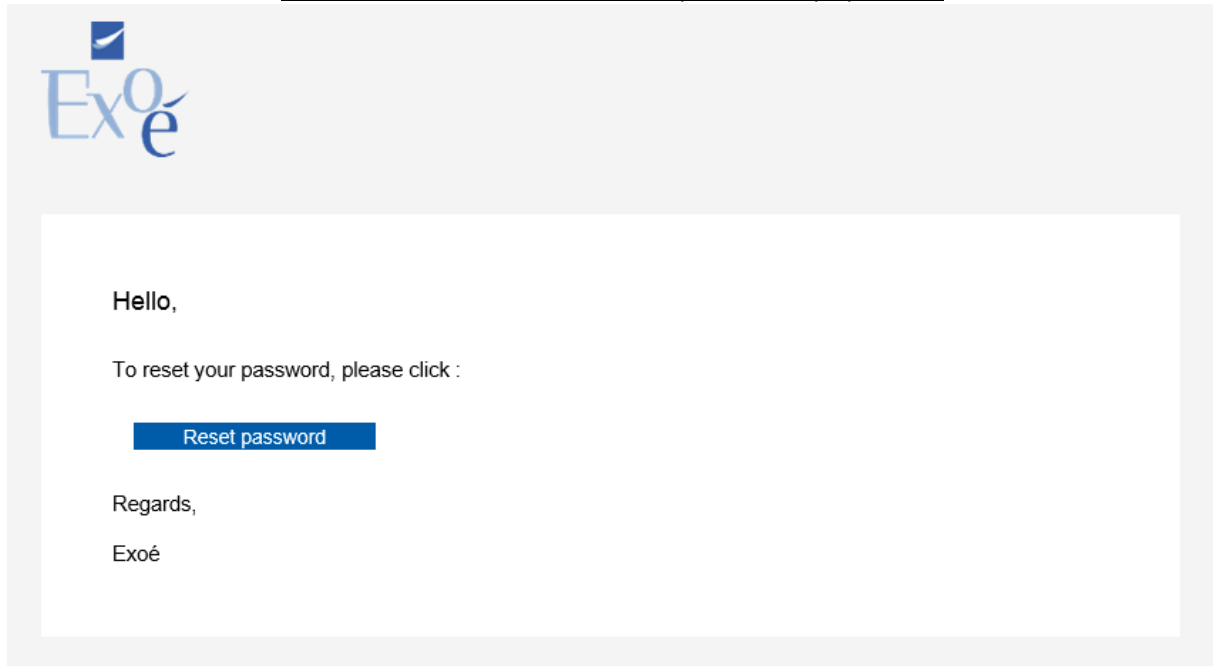 Exoé
Hello,
To reset your password, please click :
Reset password
Regards,
Exoé